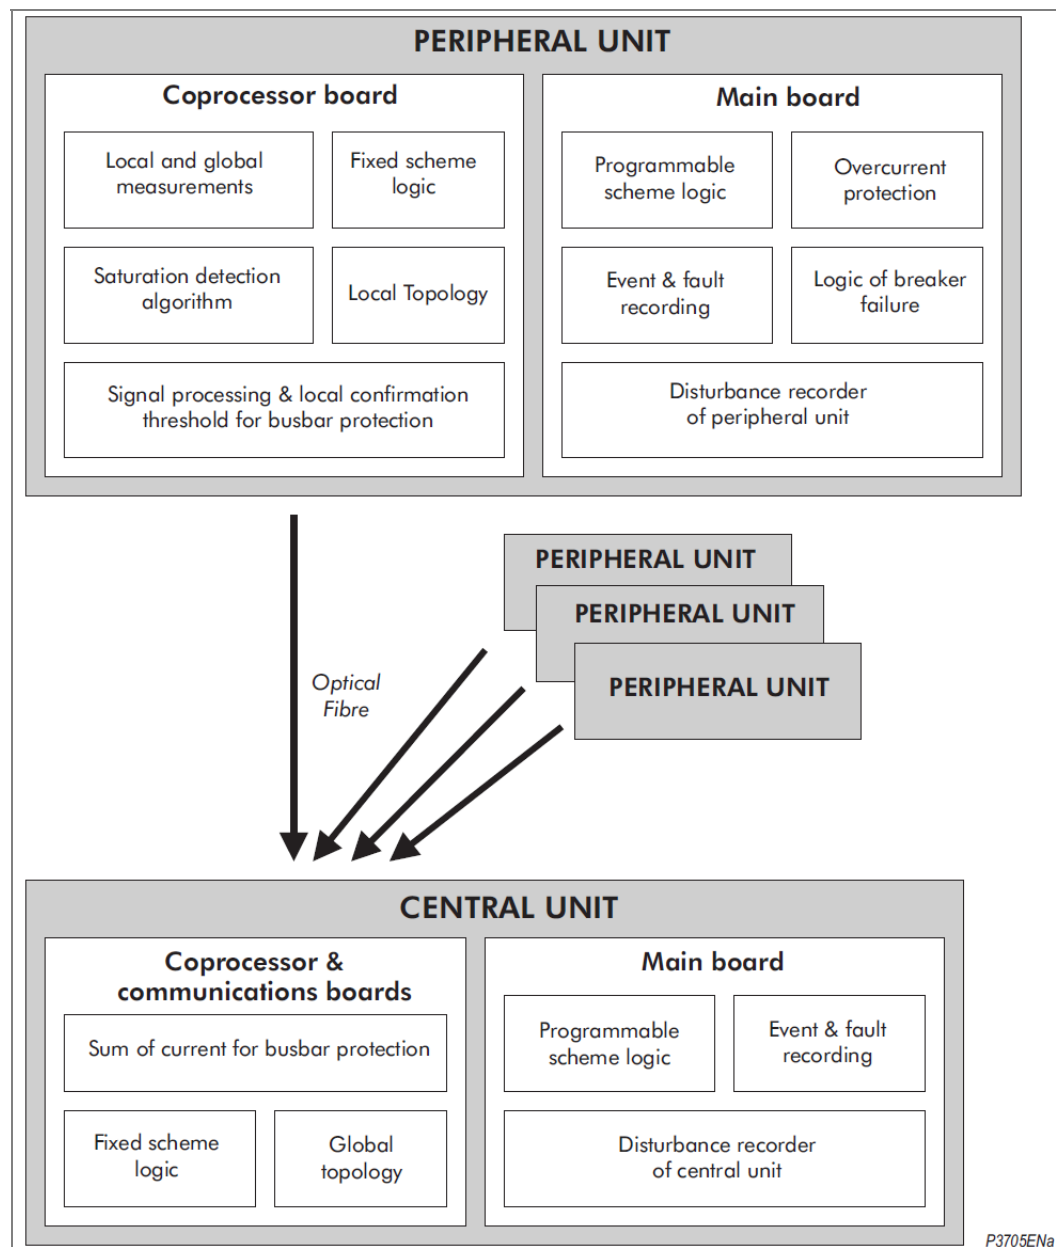 PERIPHERAL UNIT
Coprocessor board
Local and global
measurements
Fixed scheme
logic
Saturation detection
algorithm
Local Topology
Signal processing & local confirmation
threshold for busbar protection
Main board
Programmable
scheme logic
Overcurrent
protection
Event & fault
recording
Logic of breaker
failure
Disturbance recorder
of peripheral unit
Optical
Fibre
PERIPHERAL UNIT
PERIPHERAL UNIT
PERIPHERAL UNIT
CENTRAL UNIT
Coprocessor &
communications boards
Sum of current for busbar protection
Fixed scheme
logic
Global
topology
Main board
Programmable
scheme logic
Event & fault
recording
Disturbance recorder
of central unit
P3705ENa